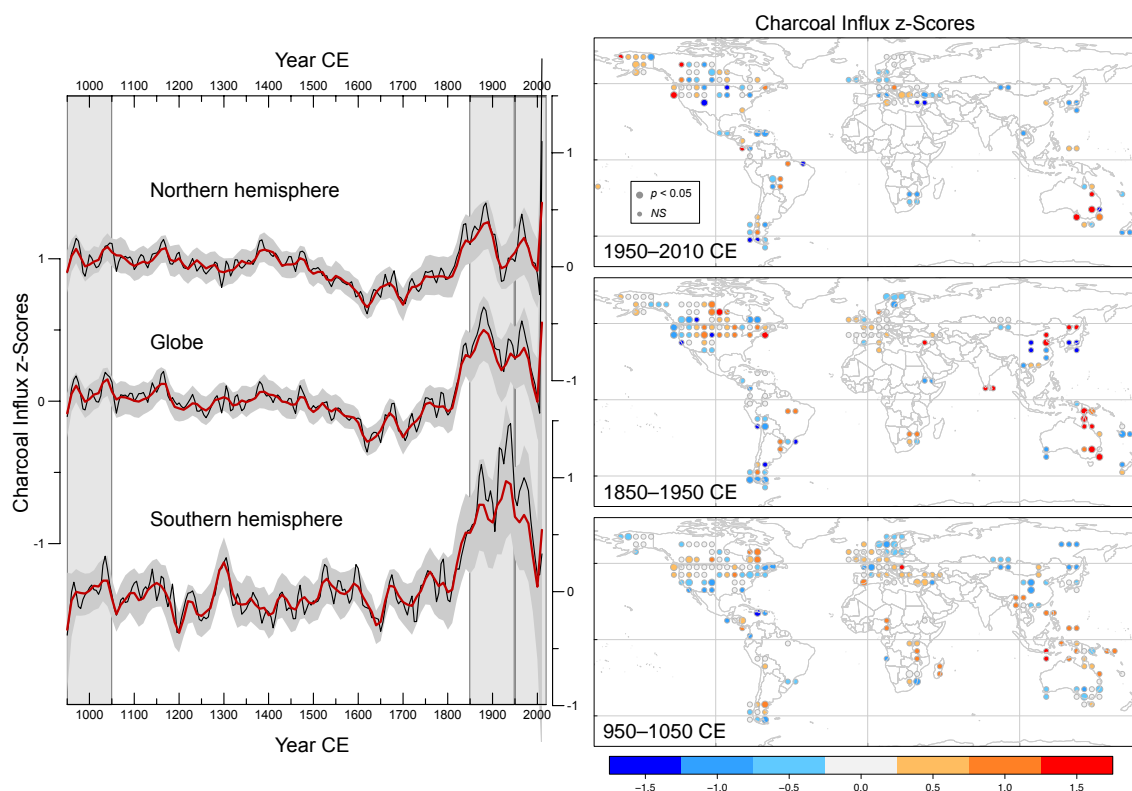 Year CE
1000 1100 1200 1300 1400 1500 1600 1700 1800 1900 2000
Northern hemisphere
Globe
Southern hemisphere
Charcoal Influx z-Scores
1
0
-1
1
0
-1
1
0
-1
1000 1100 1200 1300 1400 1500 1600 1700 1800 1900 2000
Year CE
Charcoal Influx z-Scores
p < 0.05
NS
1950–2010 CE
1850–1950 CE
950–1050 CE
−1.5 −1.0 −0.5 0.0 0.5 1.0 1.5